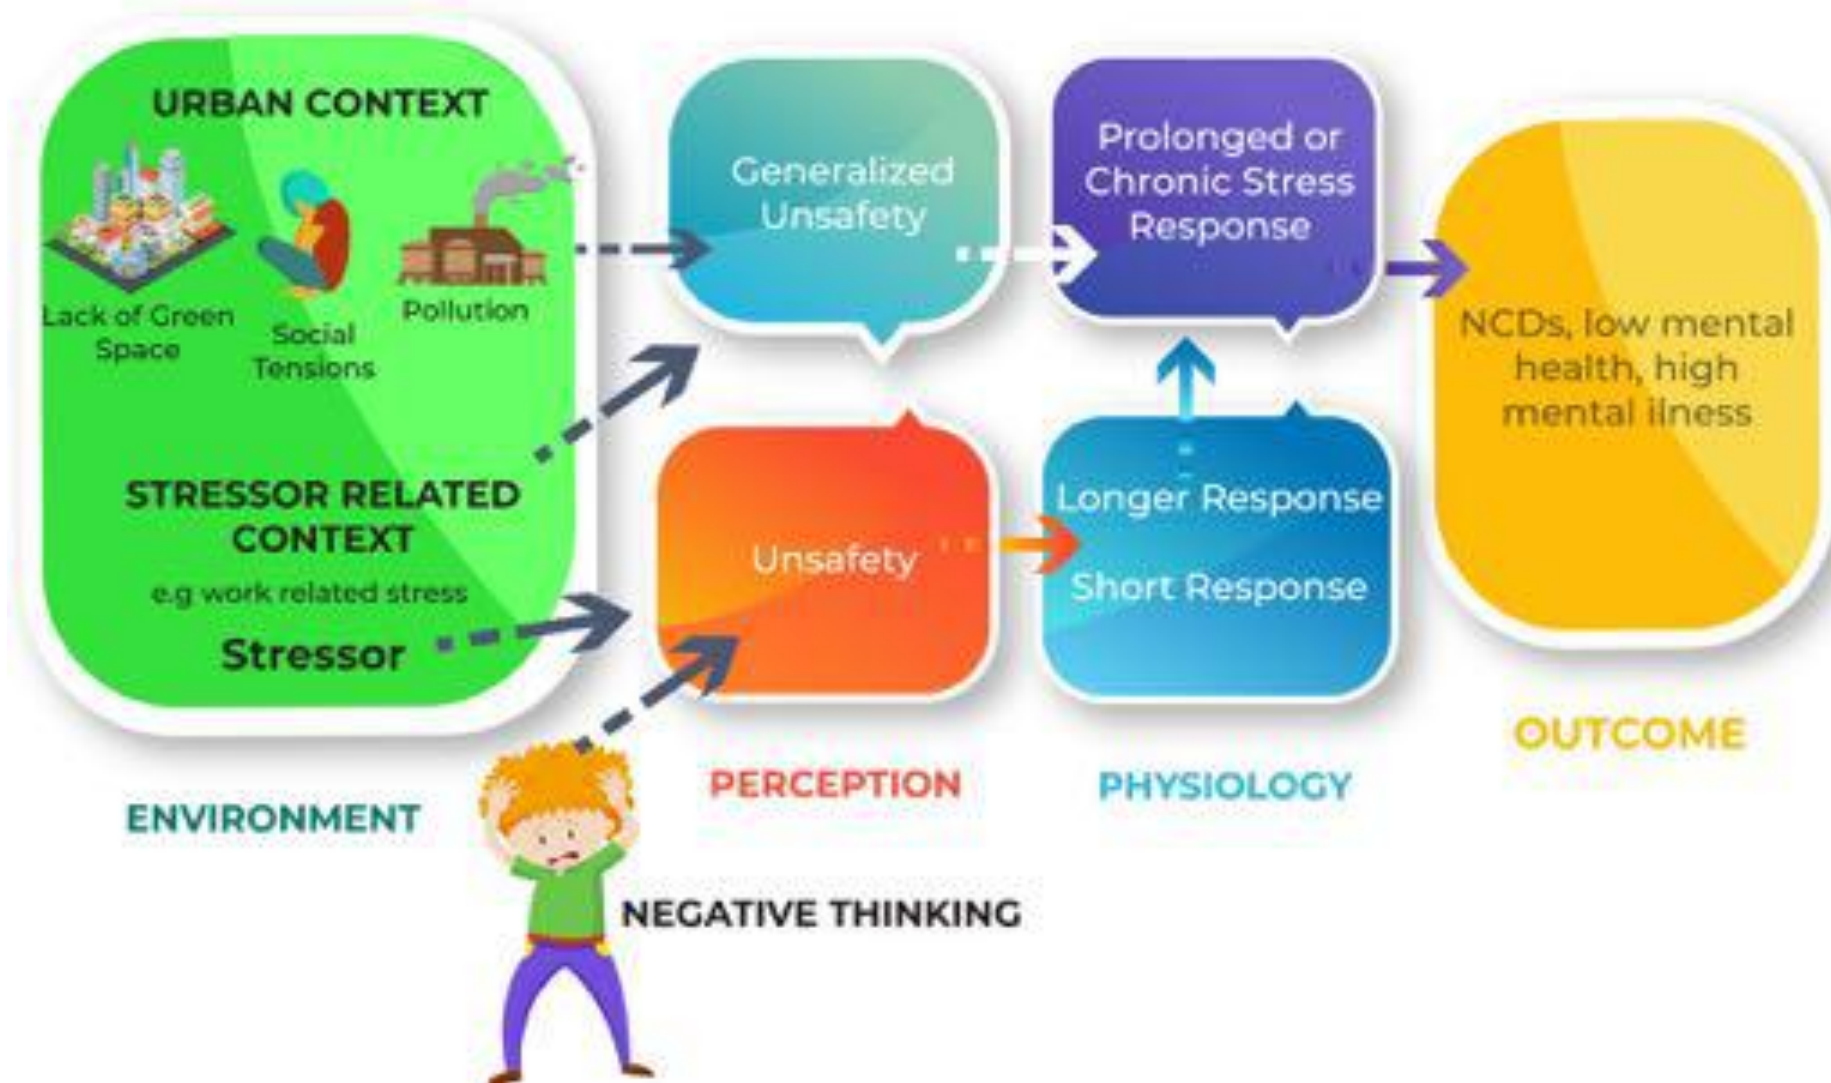 URBAN CONTEXT
Lack of Green
Space
Social
Tensions
Pollution
STRESSOR RELATED
CONTEXT
e.g work related stress
Stressor
ENVIRONMENT
Generalized
Unsafety
Unsafety
PERCEPTION
NEGATIVE THINKING
Prolonged or
Chronic Stress
Response
Longer Response
Short Response
PHYSIOLOGY
NCDs, low mental
health, high
mental ilness
OUTCOME